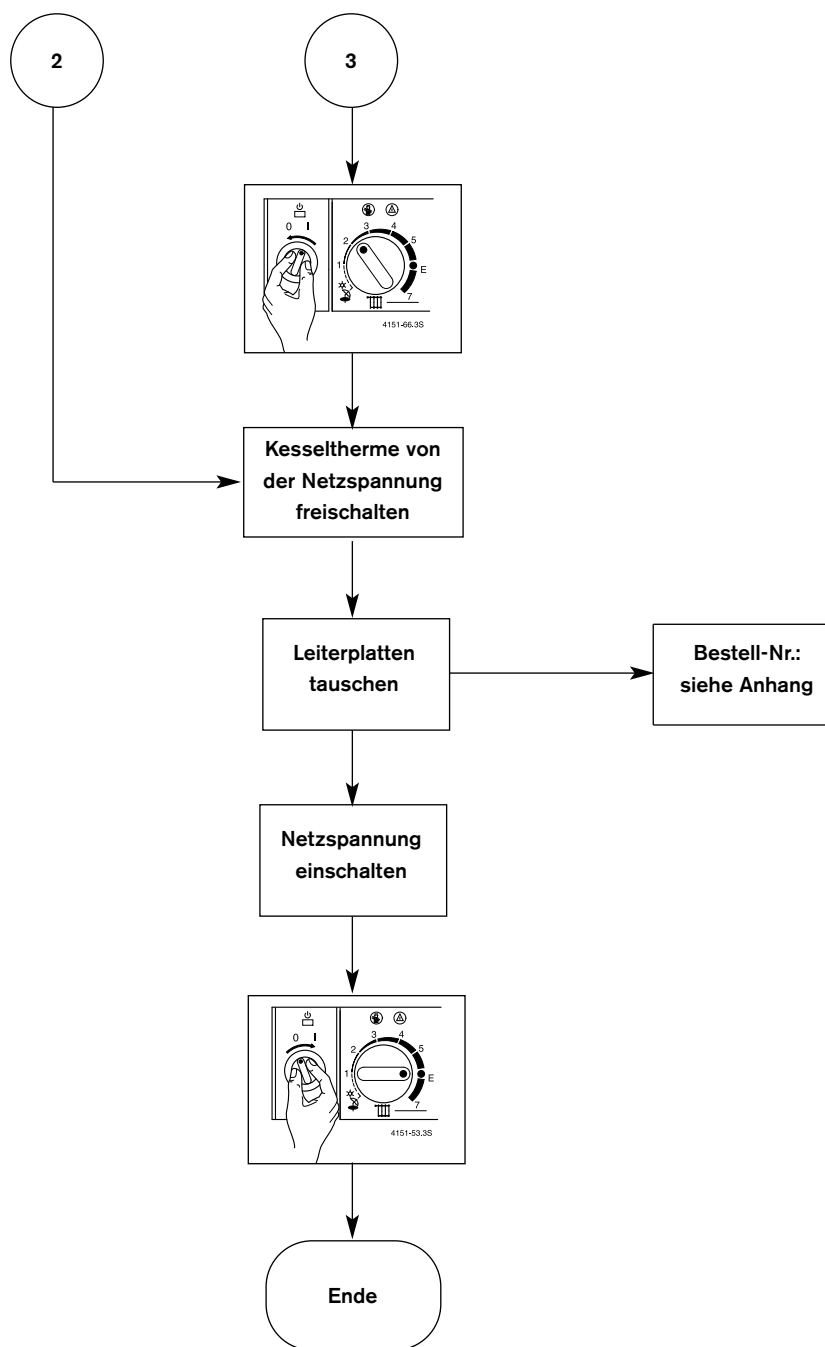 2
3
0 I
1
2
3
4
5
E
7
4151-66.3S
Kesseltherme von
der Netzspannung
freischalten
Leiterplatten
tauschen
Bestell-Nr.:
siehe Anhang
Netzspannung
einschalten
0 I
1
2
3
4
5
E
7
4151-53.3S
Ende